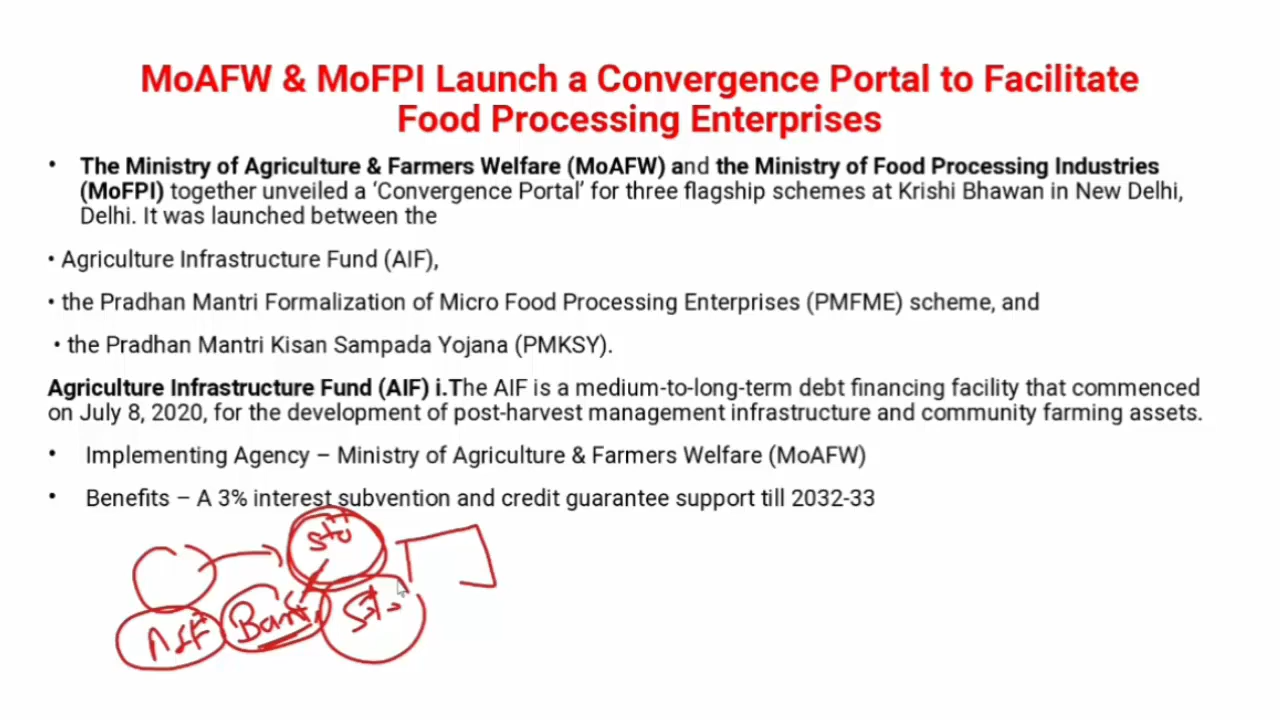 MoAFW & MoFPI Launch a Convergence Portal to Facilitate
Food Processing Enterprises
• The Ministry of Agriculture & Farmers Welfare (MoAFW) and the Ministry of Food Processing Industries
(MoFPI) together unveiled a ‘Convergence Portal’ for three flagship schemes at Krishi Bhawan in New Delhi,
Delhi. It was launched between the
• Agriculture Infrastructure Fund (AIF),
• the Pradhan Mantri Formalization of Micro Food Processing Enterprises (PMFME) scheme, and
• the Pradhan Mantri Kisan Sampada Yojana (PMKSY).
Agriculture Infrastructure Fund (AIF) i.The AIF is a medium-to-long-term debt financing facility that commenced
on July 8, 2020, for the development of post-harvest management infrastructure and community farming assets.
• Implementing Agency – Ministry of Agriculture & Farmers Welfare (MoAFW)
• Benefits – A 3% interest subvention and credit guarantee support till 2032-33
AIF Bank